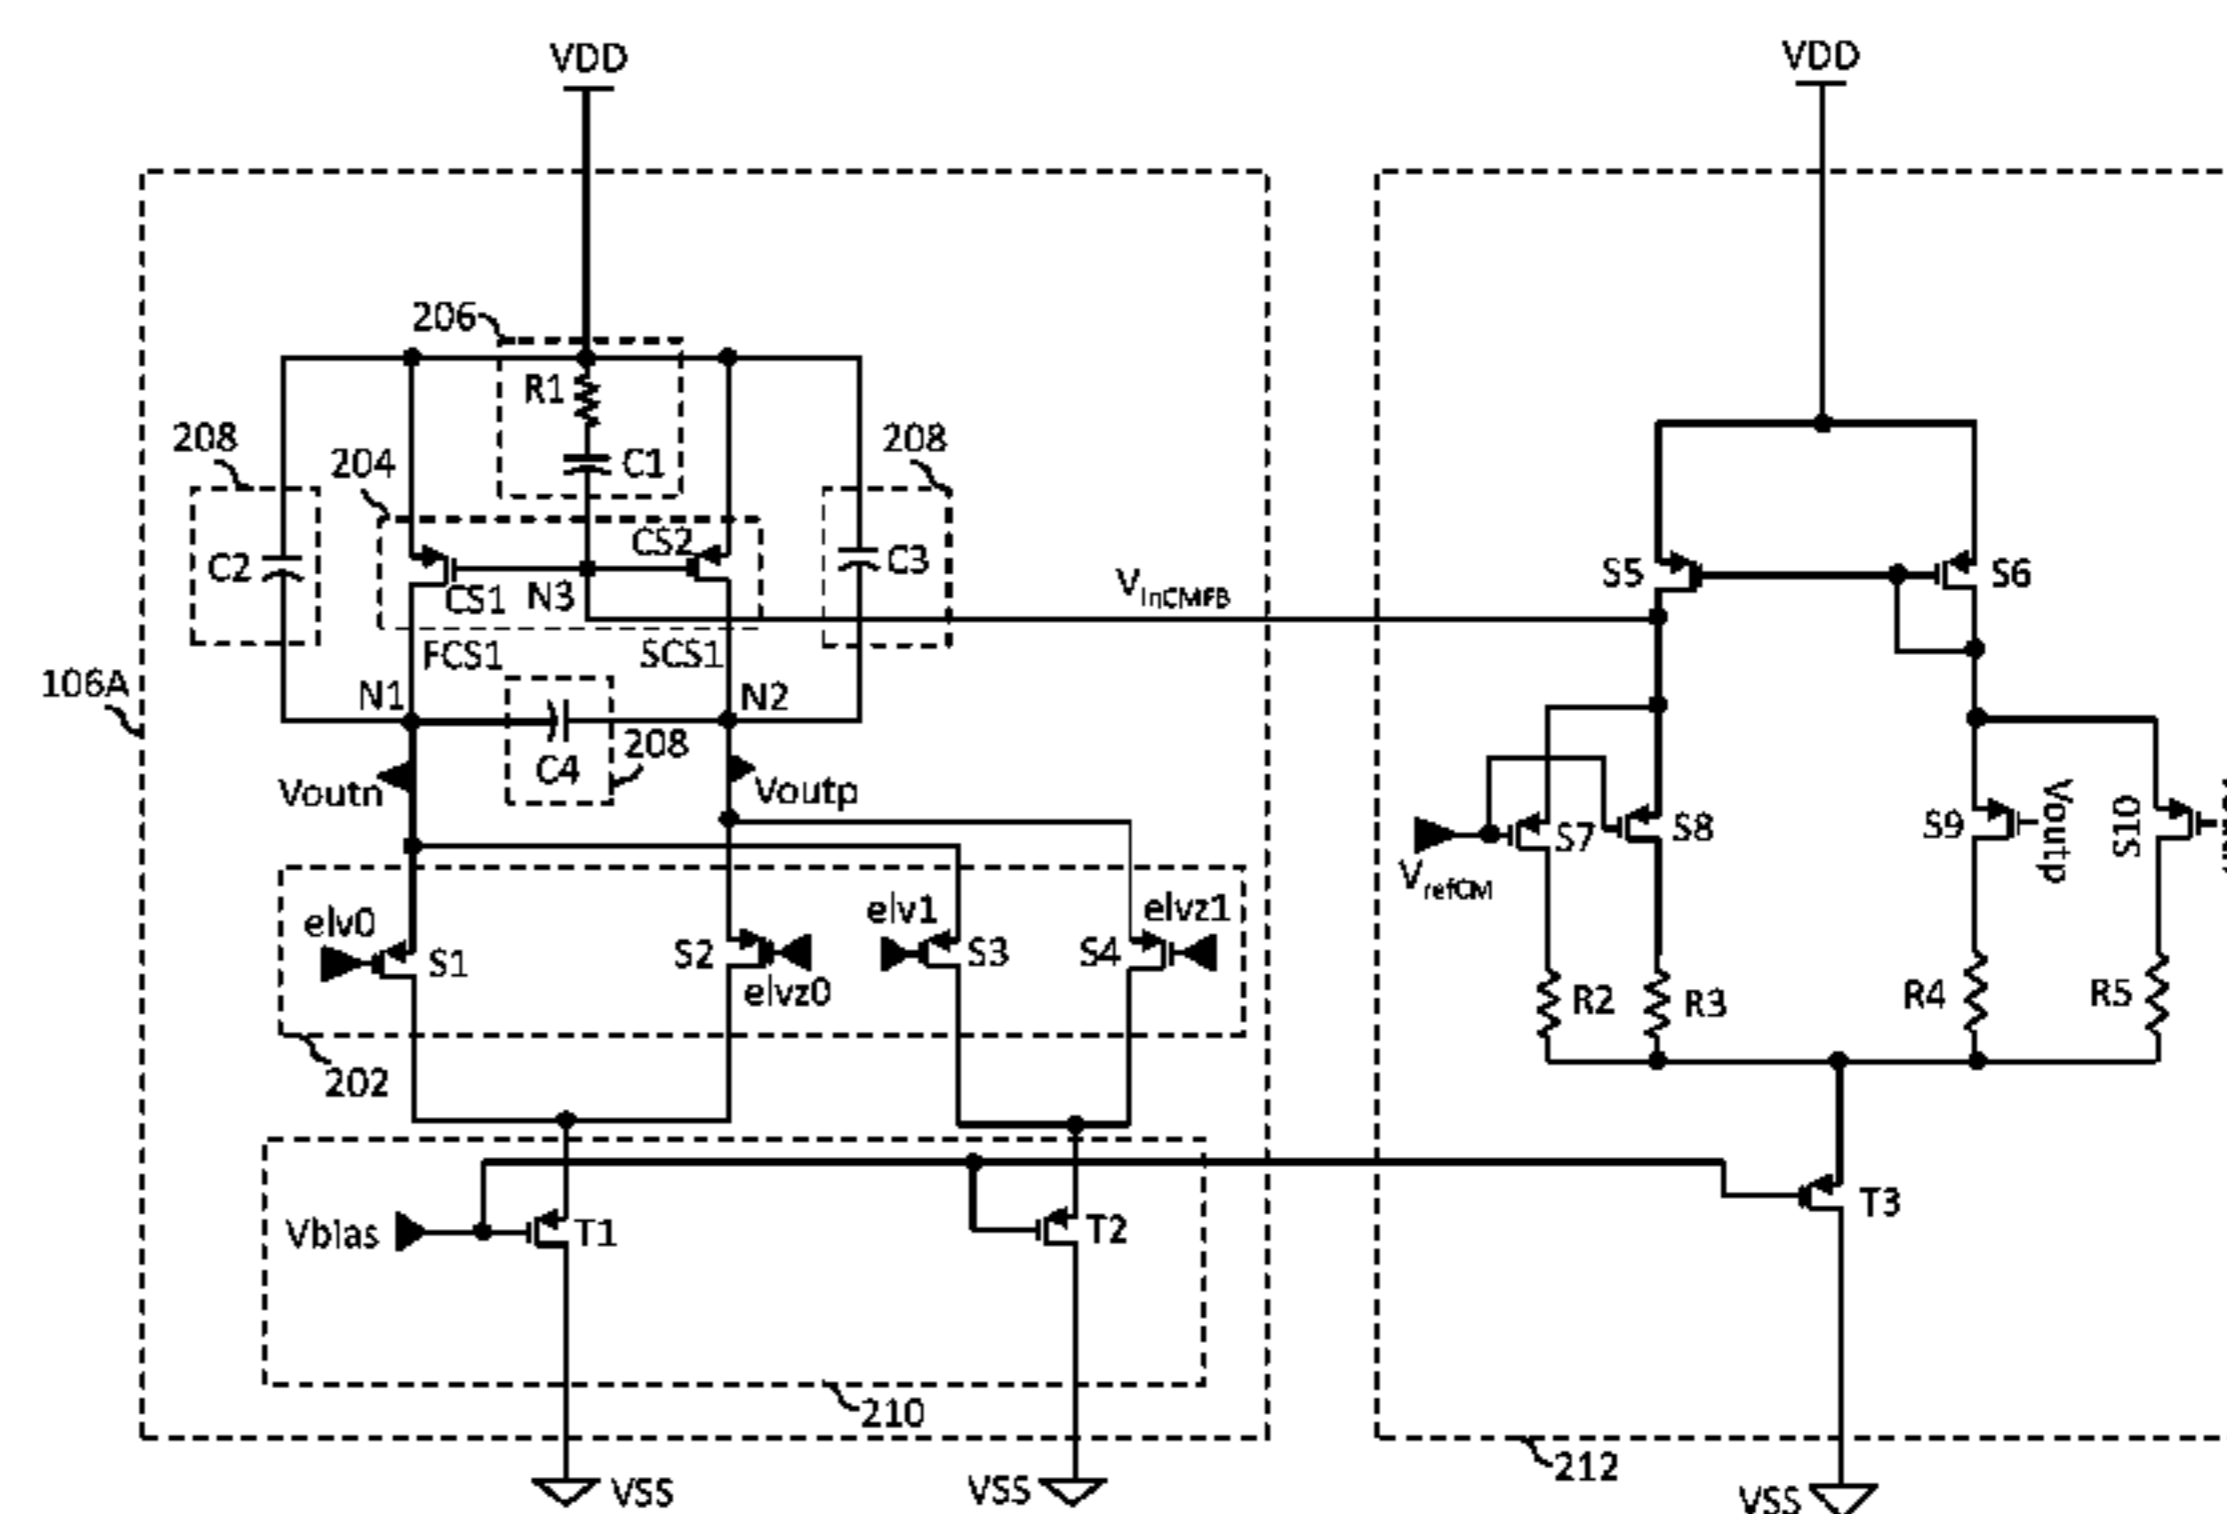 VDD
VDD
206
R1
208
204
C1
208
CS2
C2
C3
CS1
N3
VInCMFB
S5
S6
FCS1
SCS1
106A
N1
N2
208
C4
Voutn
Voutp
S7
S8
S9
Voutp
S10
VrefCM
elv0
elv1
elvz1
S1
S2
S3
S4
elvz0
R2
R3
R4
R5
202
Vbias
T1
T2
T3
210
212
VSS
VSS
VSS